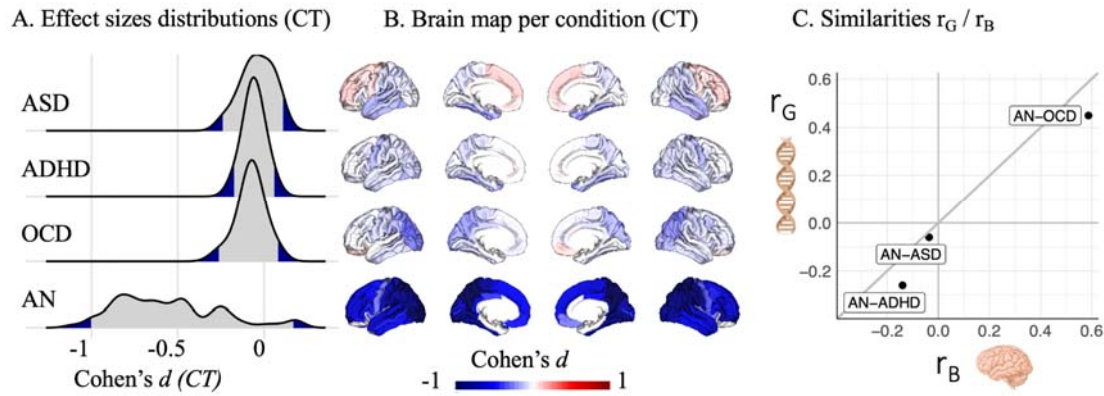 A. Effect sizes distributions (CT)
B. Brain map per condition (CT)
C. Similarities rG / rB
ASD
ADHD
OCD
AN
-1
-0.5
0
Cohen's d (CT)
Cohen's d
-1
1
0.6
rG
0.4
0.2
0.0
−0.2
AN−OCD
AN−ASD
AN−ADHD
−0.2
0.0
0.2
0.4
0.6
rB